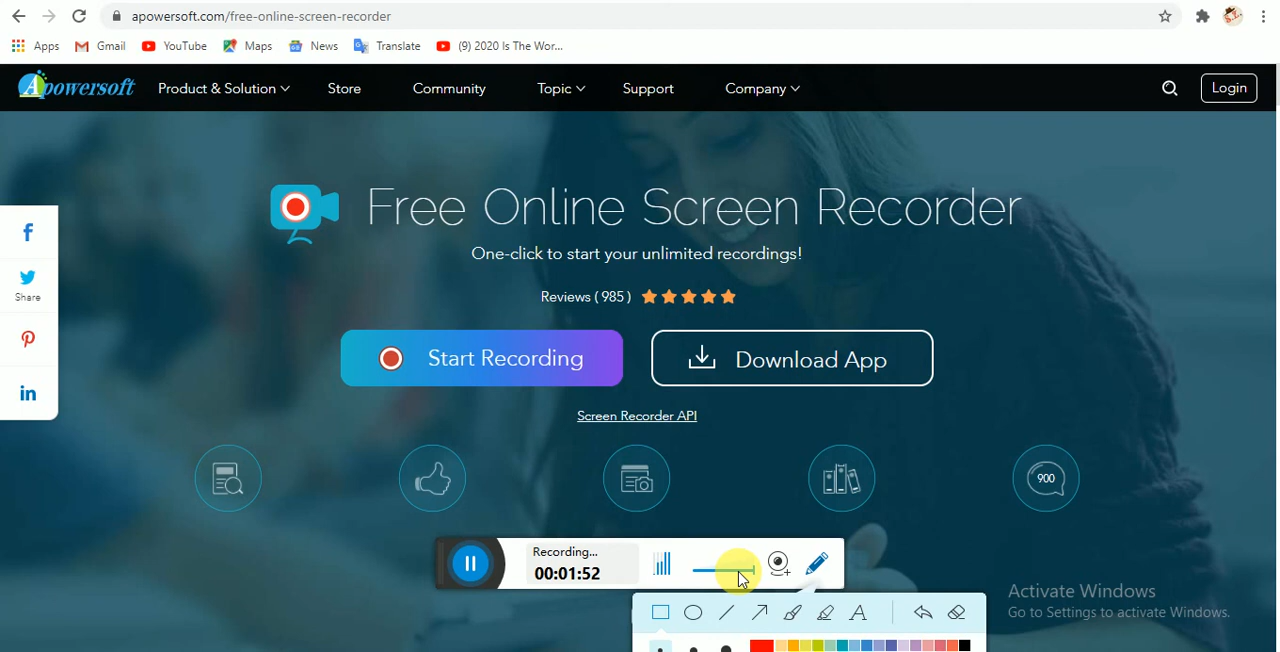 apowersoft.com/free-online-screen-recorder
Apps Gmail YouTube Maps News Translate (9) 2020 Is The Wor...
Apowersoft Product & Solution Store Community Topic Support Company Login
Free Online Screen Recorder
One-click to start your unlimited recordings!
Reviews ( 985 )
Share
Start Recording Download App
Screen Recorder API
900
Recording...
00:01:52
Activate Windows
Go to Settings to activate Windows.
A